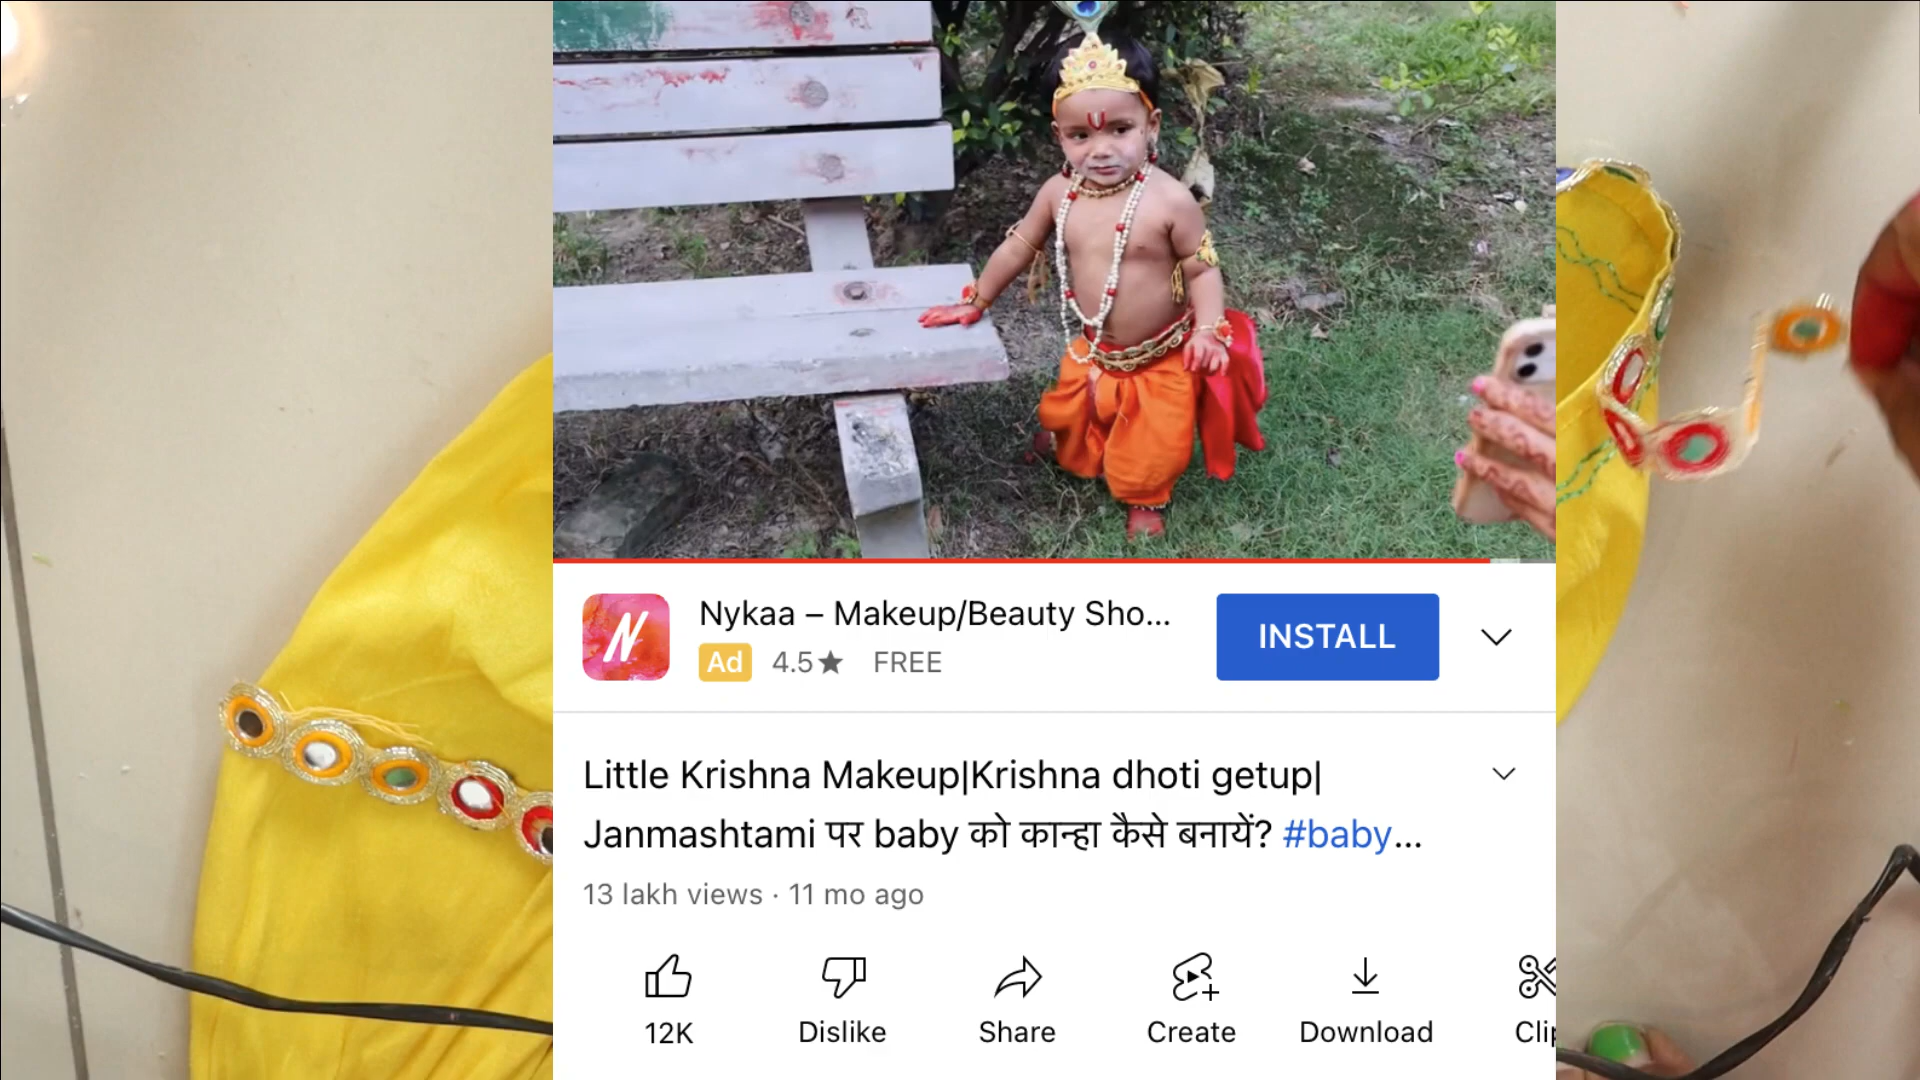 Nykaa – Makeup/Beauty Sho...
INSTALL
Ad 4.5★ FREE
Little Krishna Makeup|Krishna dhoti getup|
Janmashtami पर baby को कान्हा कैसे बनायें? #baby...
13 lakh views · 11 mo ago
12K Dislike Share Create Download Clip